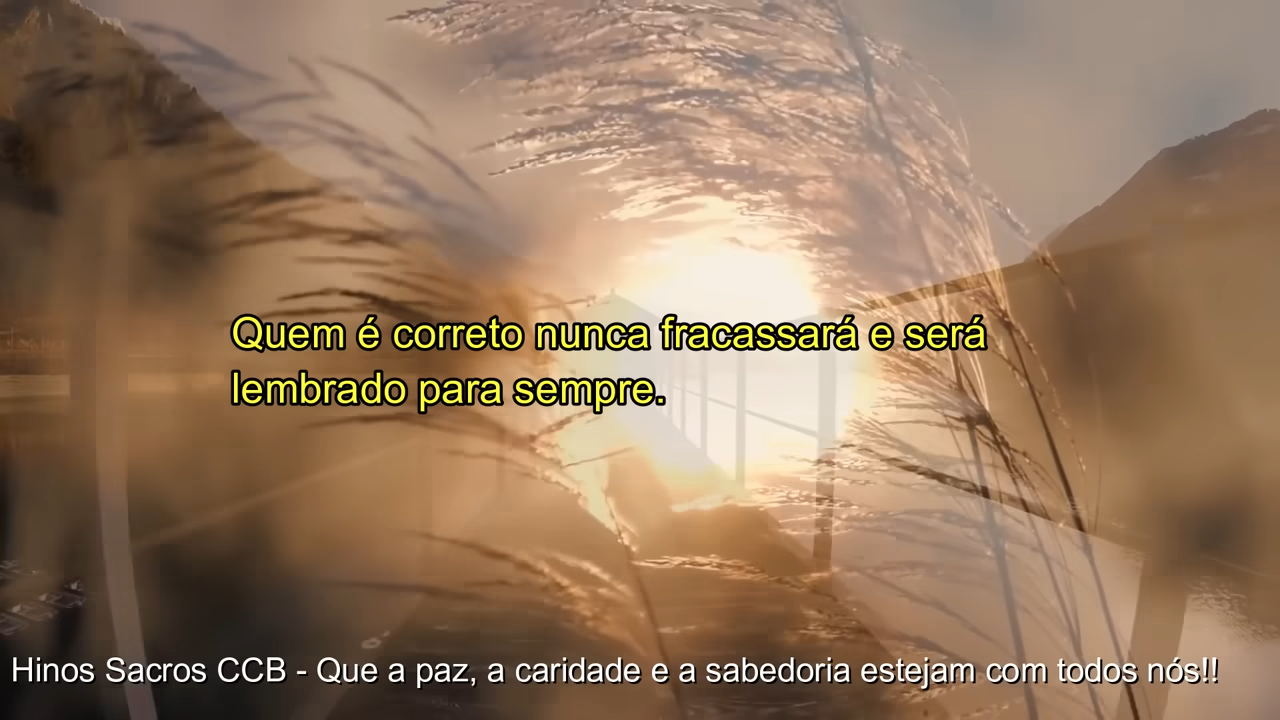 Quem é correto nunca fracassará e será
lembrado para sempre.
Hinos Sacros CCB - Que a paz, a caridade e a sabedoria estejam com todos nós!!